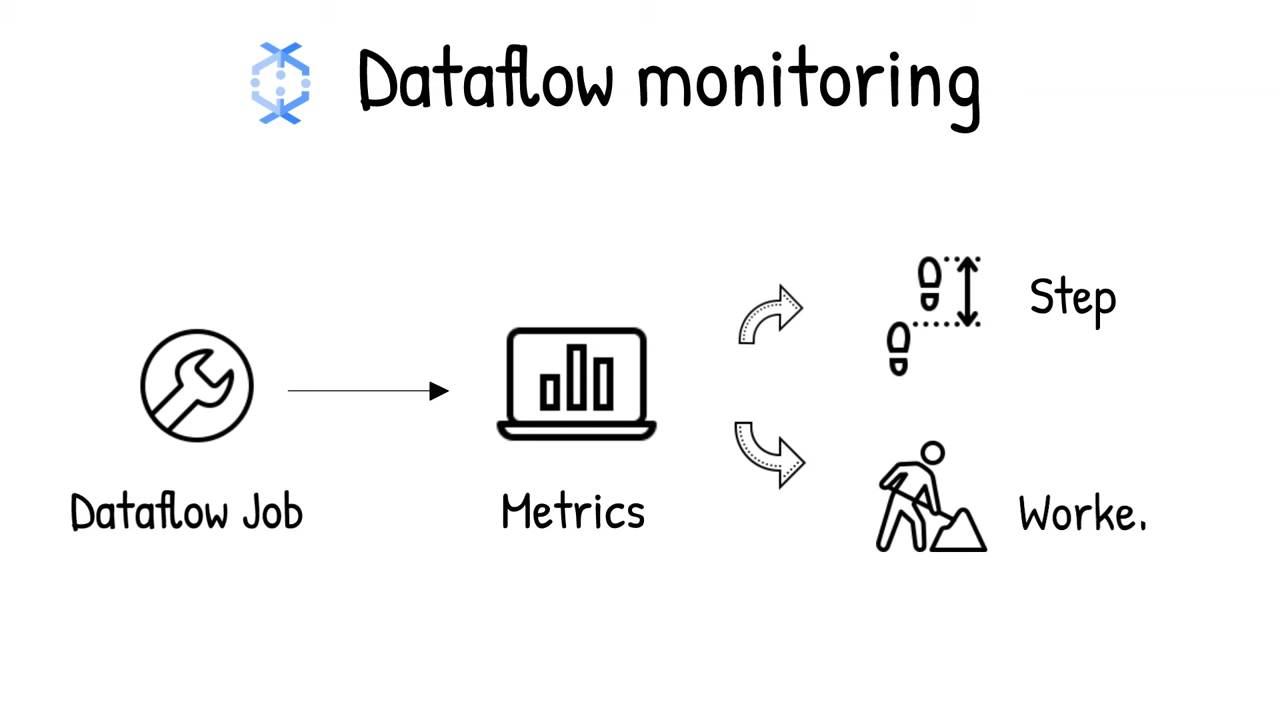 Dataflow monitoring
Step
Dataflow Job
Metrics
Worke.